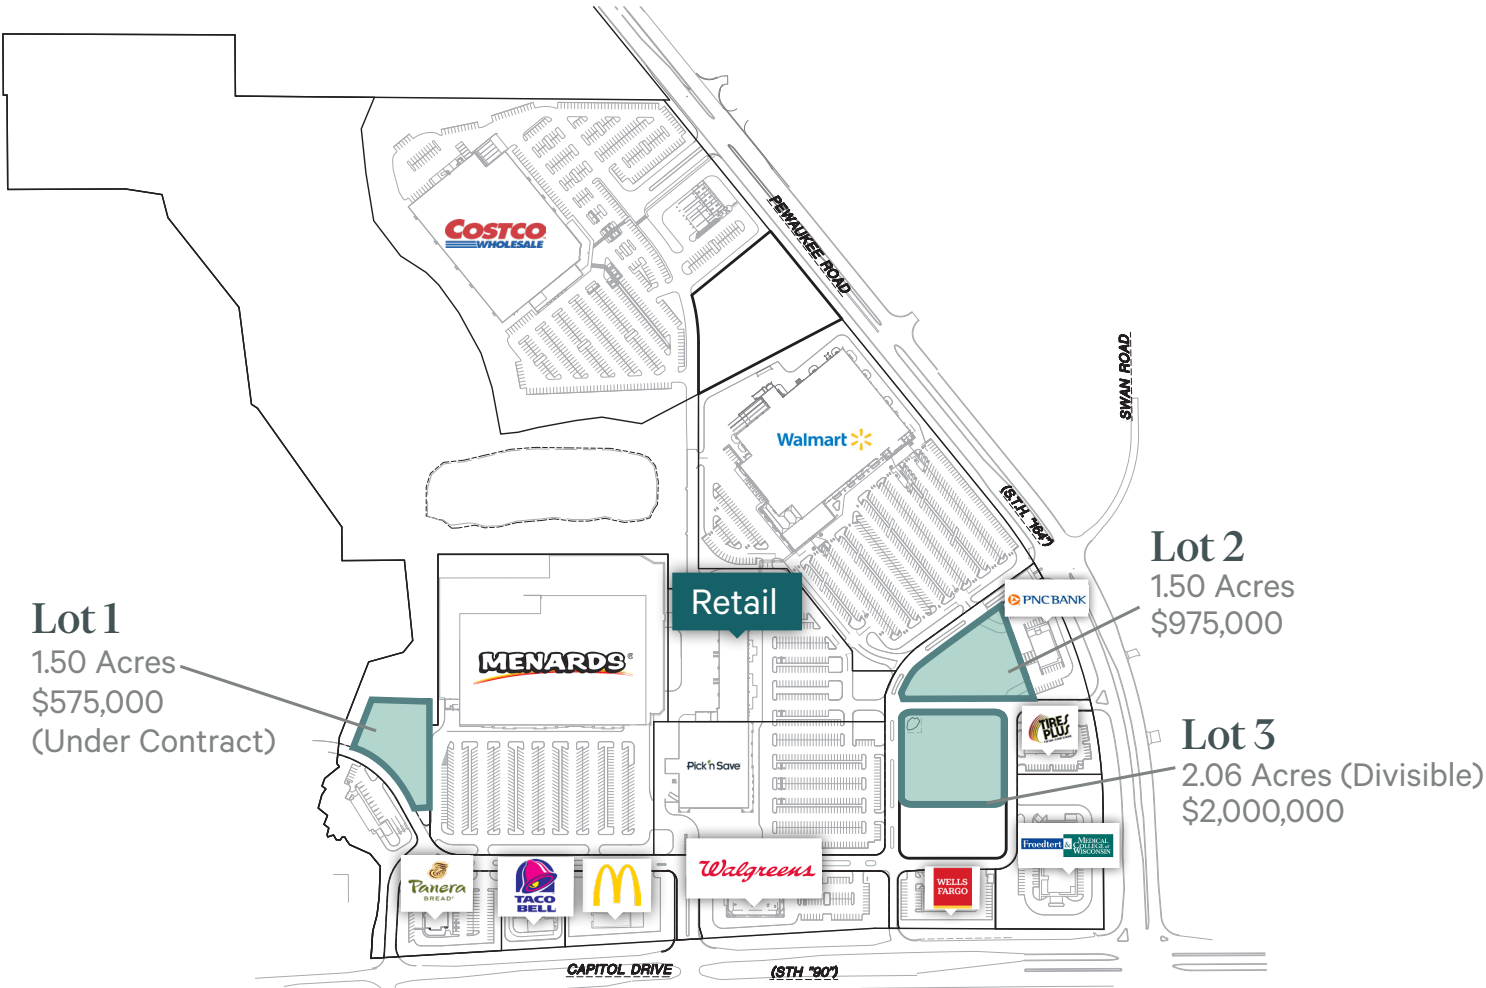 COSTCO
WHOLESALE
PEWAUKEE ROAD
SWAN ROAD
Walmart
(S.T.H. "164")
Lot 2
1.50 Acres
$975,000
PNC BANK
Retail
Lot 1
1.50 Acres
$575,000
(Under Contract)
MENARDS
TIRES
PLUS
Lot 3
2.06 Acres (Divisible)
$2,000,000
Pick 'n Save
Froedtert & MEDICAL
COLLEGE of
WISCONSIN
Walgreens
Panera
BREAD®
TACO
BELL
WELLS
FARGO
CAPITOL DRIVE
(STH "90")